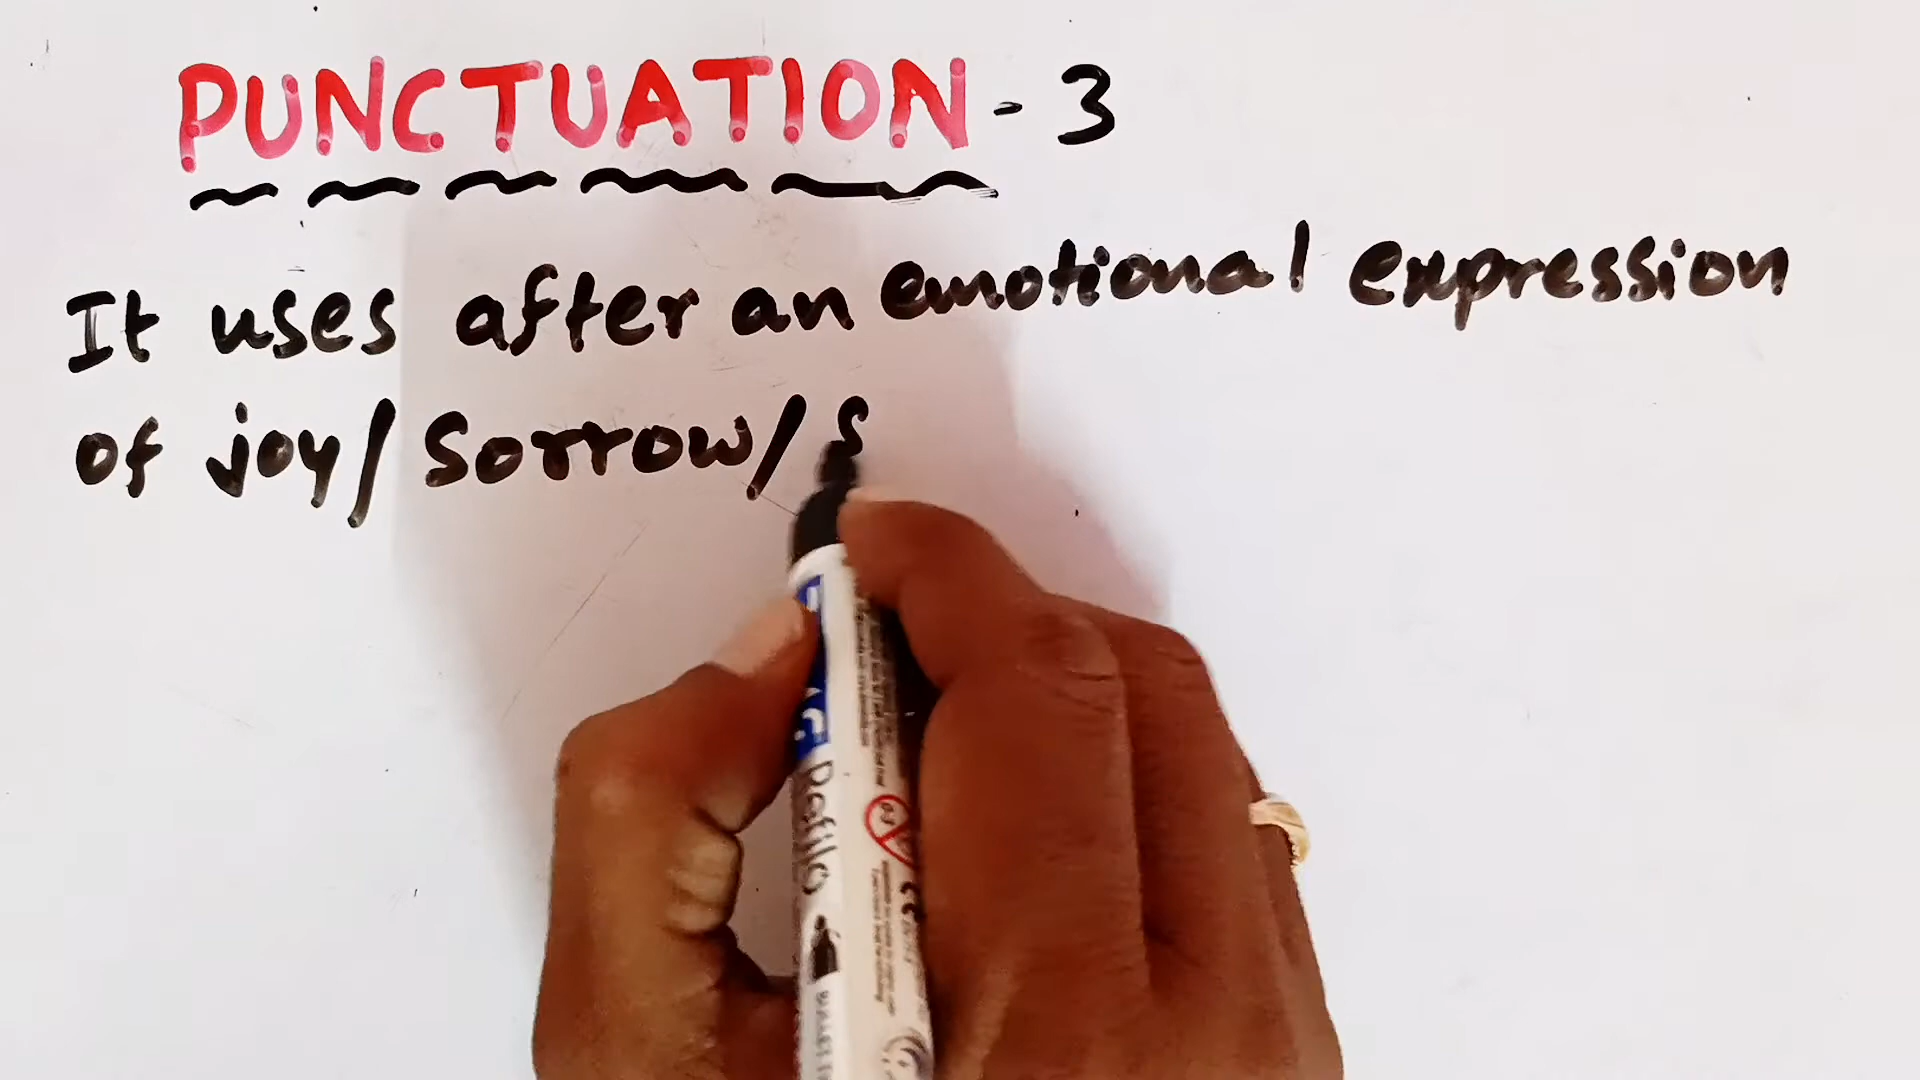 PUNCTUATION - 3
It uses after an emotional expression
of joy/ Sorrow/ S